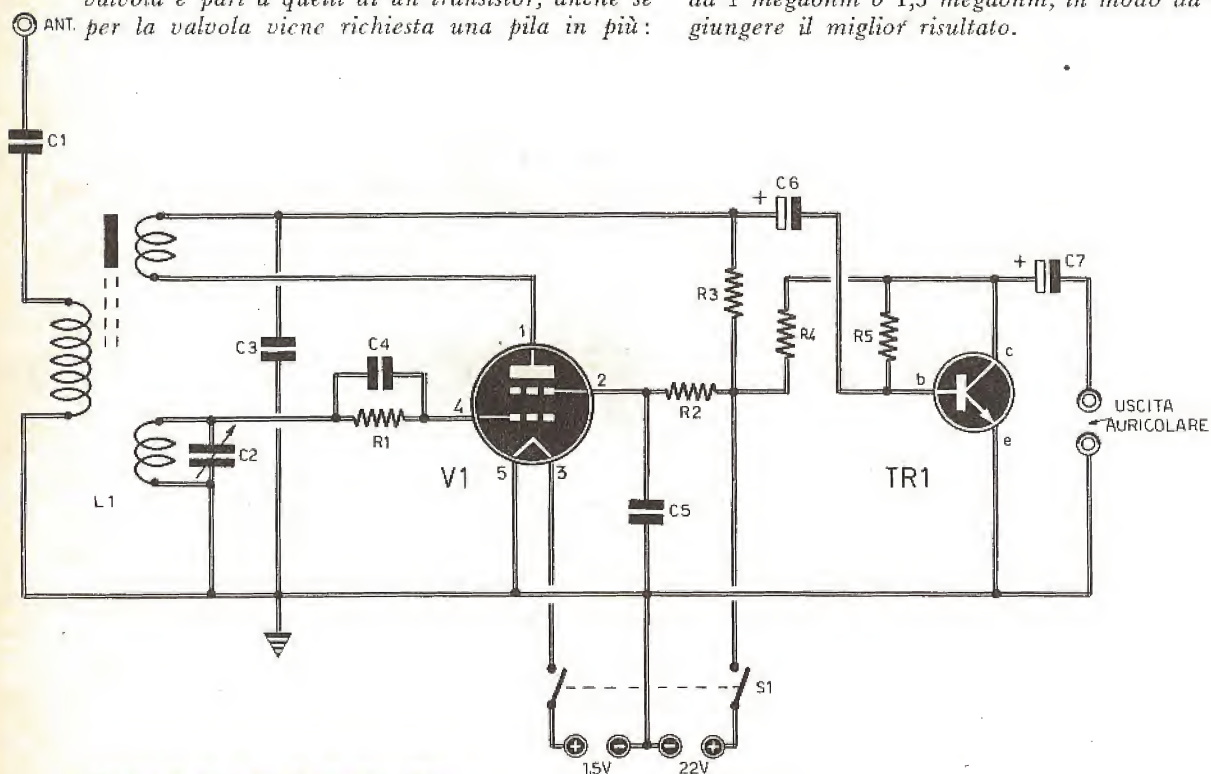 valvola è pari a quelli di un transistor, anche se
per la valvola viene richiesta una pila in più:
da 1 megaohm o 1,5 megaohm, in modo da
giungere il miglior risultato.
ANT.
C1
C6
+
C7
+
R3
R4
R5
b
c
e
1
2
C3
C4
R1
4
R2
USCITA
AURICOLARE
C2
L1
V1
5
3
C5
TR1
S1
+
-
-
+
1.5V
22V